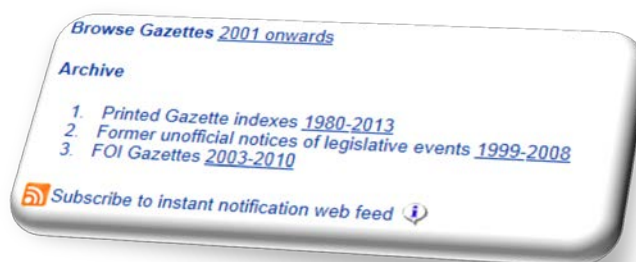 Browse Gazettes 2001 onwards
Archive
1. Printed Gazette indexes 1980-2013
2. Former unofficial notices of legislative events 1999-2008
3. FOI Gazettes 2003-2010
Subscribe to instant notification web feed